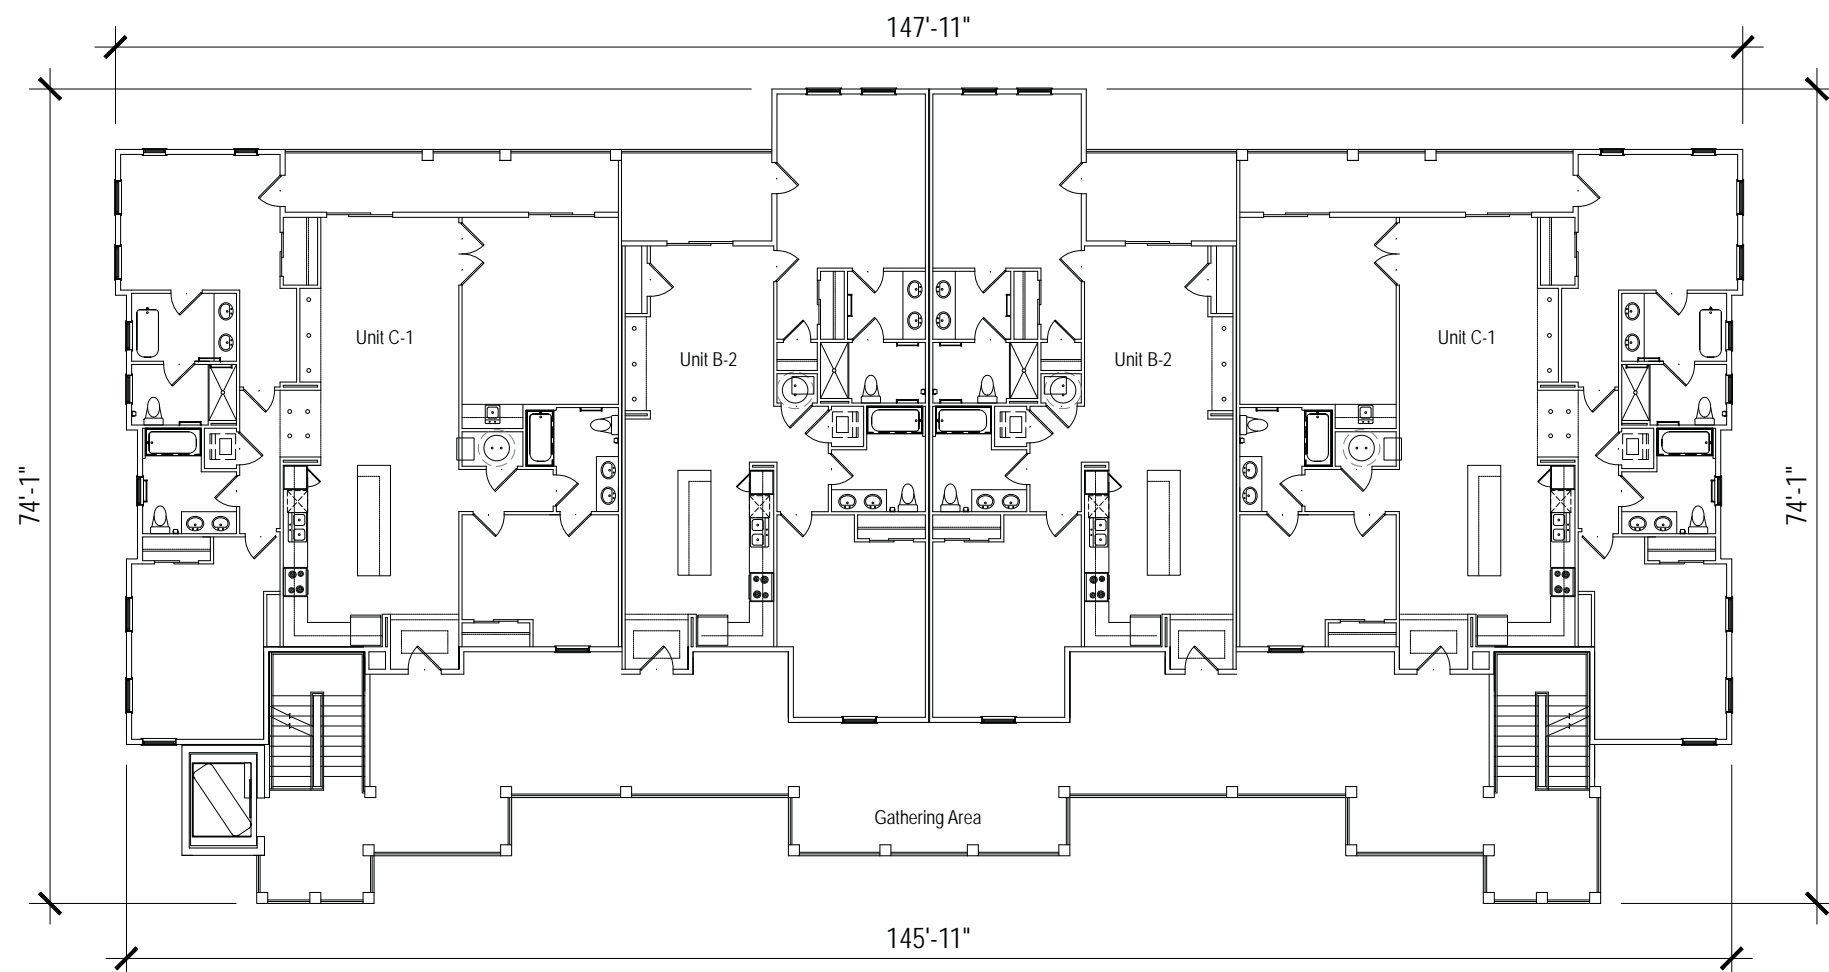 147'-11"
Unit C-1
Unit B-2
Unit B-2
Unit C-1
74'-1"
74'-1"
Gathering Area
145'-11"